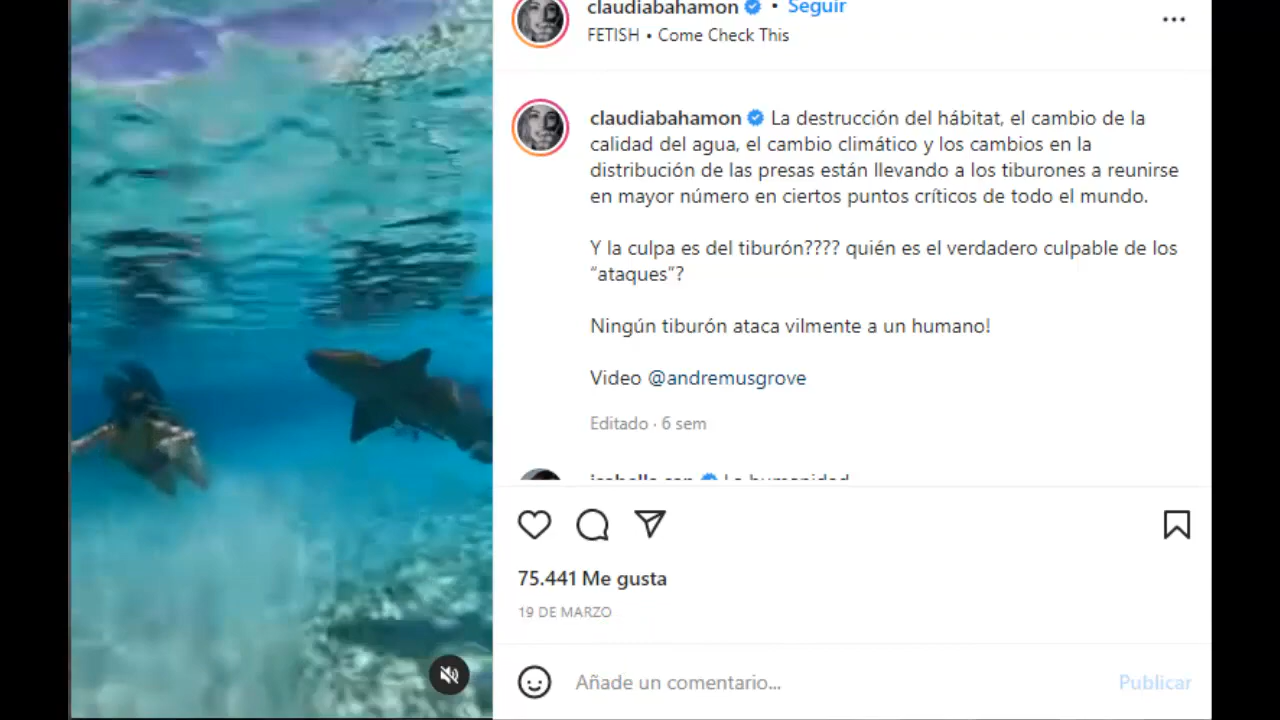 claudiabahamon • Seguir
FETISH • Come Check This
claudiabahamon La destrucción del hábitat, el cambio de la
calidad del agua, el cambio climático y los cambios en la
distribución de las presas están llevando a los tiburones a reunirse
en mayor número en ciertos puntos críticos de todo el mundo.
Y la culpa es del tiburón???? quién es el verdadero culpable de los
“ataques”?
Ningún tiburón ataca vilmente a un humano!
Video @andremusgrove
Editado · 6 sem
La humanidad
75.441 Me gusta
19 DE MARZO
Añade un comentario...
Publicar